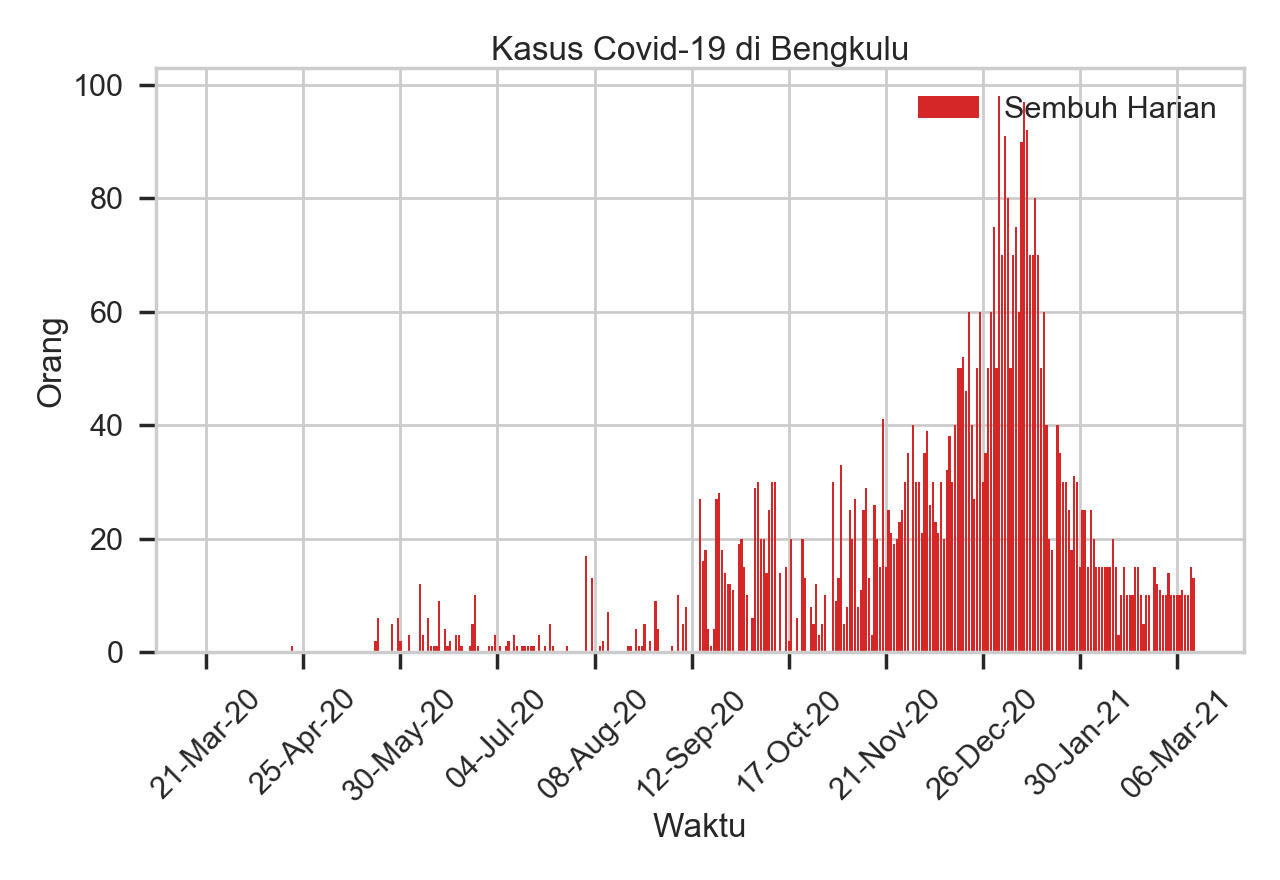 Kasus Covid-19 di Bengkulu
Sembuh Harian
100
80
60
40
20
0
Orang
21-Mar-20
25-Apr-20
30-May-20
04-Jul-20
08-Aug-20
12-Sep-20
17-Oct-20
21-Nov-20
26-Dec-20
30-Jan-21
06-Mar-21
Waktu